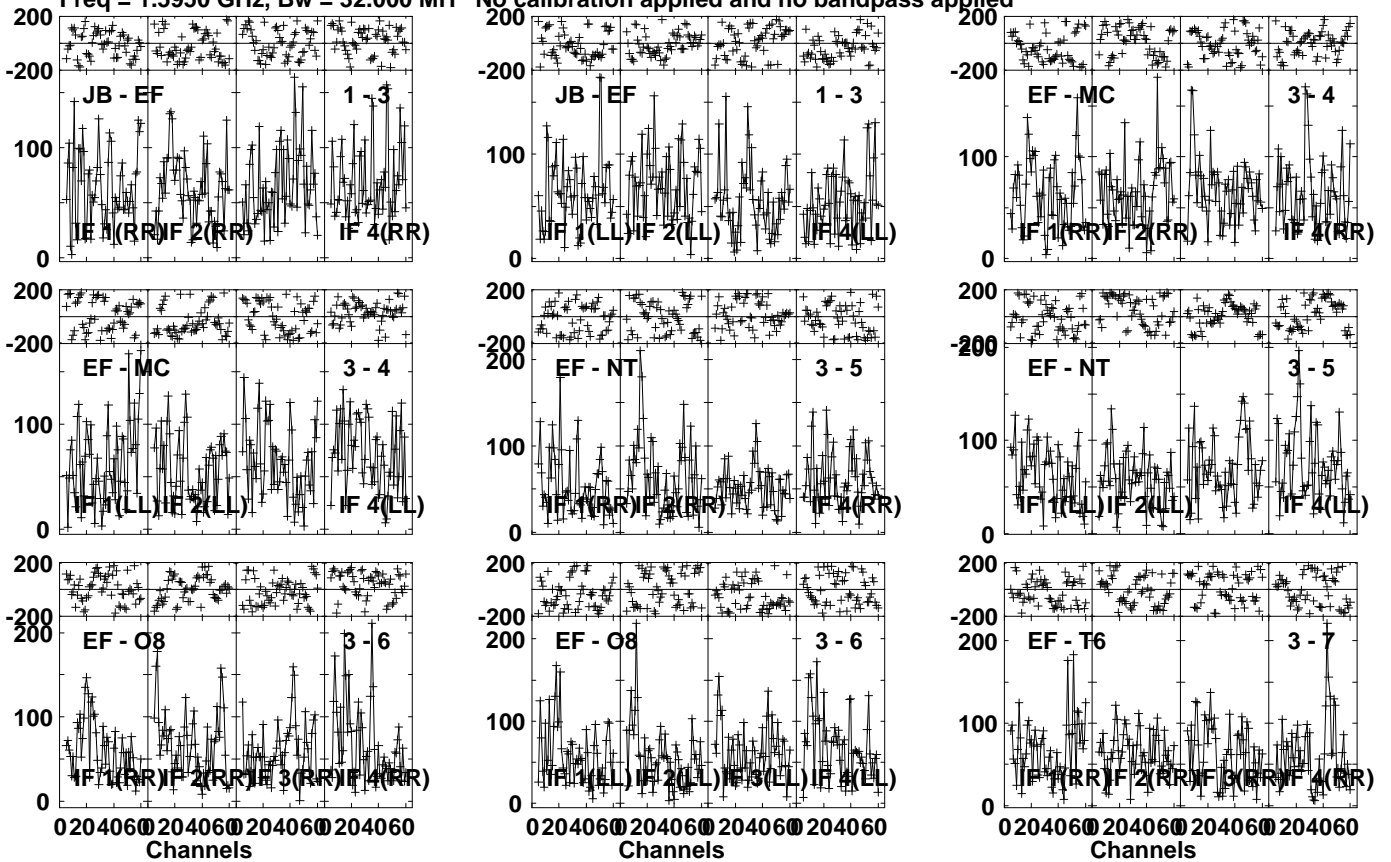 Freq = 1.5950 GHz, Bw = 32.000 MH No calibration applied and no bandpass applied
200
-200
JB - EF 1 - 3
100
IF 1(RR) IF 2(RR) IF 4(RR)
0
JB - EF 1 - 3
100
IF 1(LL) IF 2(LL) IF 4(LL)
0
200
-200
EF - MC 3 - 4
100
IF 1(RR) IF 2(RR) IF 4(RR)
0
200
-200
EF - MC 3 - 4
100
IF 1(LL) IF 2(LL) IF 4(LL)
0
200
-200
200
EF - NT 3 - 5
100
IF 1(RR) IF 2(RR) IF 4(RR)
0
200
-200
200
EF - NT 3 - 5
100
IF 1(LL) IF 2(LL) IF 4(LL)
0
200
-200
200
EF - O8 3 - 6
100
IF 1(RR) IF 2(RR) IF 3(RR) IF 4(RR)
0
0 20 40 60 0 20 40 60 0 20 40 60 0 20 40 60
Channels
200
-200
200
EF - O8 3 - 6
100
IF 1(LL) IF 2(LL) IF 3(LL) IF 4(LL)
0
0 20 40 60 0 20 40 60 0 20 40 60 0 20 40 60
Channels
200
-200
200
EF - T6 3 - 7
100
IF 1(RR) IF 2(RR) IF 3(RR) IF 4(RR)
0
0 20 40 60 0 20 40 60 0 20 40 60 0 20 40 60
Channels